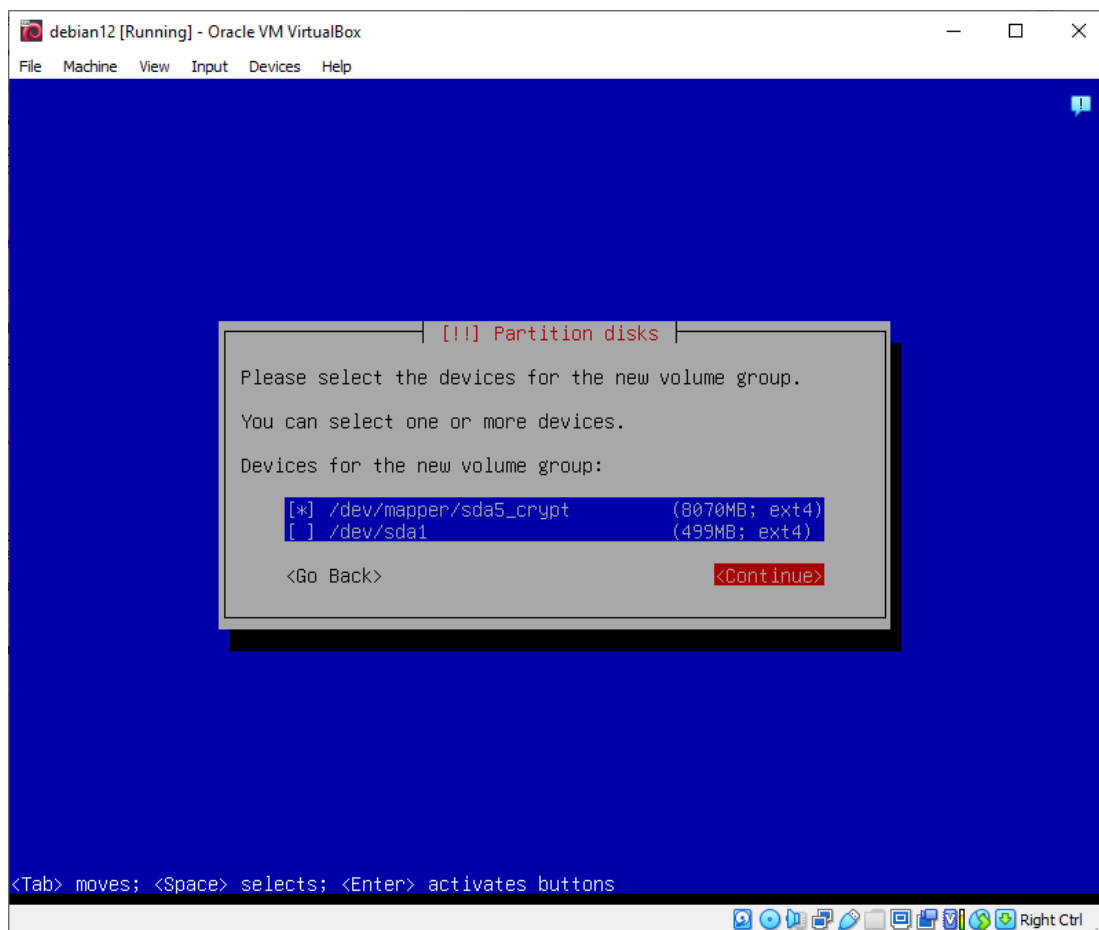 debian12 [Running] - Oracle VM VirtualBox
File Machine View Input Devices Help
[!!] Partition disks
Please select the devices for the new volume group.
You can select one or more devices.
Devices for the new volume group:
[*] /dev/mapper/sda5_crypt (8070MB; ext4)
[ ] /dev/sda1 (499MB; ext4)
<Go Back> <Continue>
<Tab> moves; <Space> selects; <Enter> activates buttons
Right Ctrl